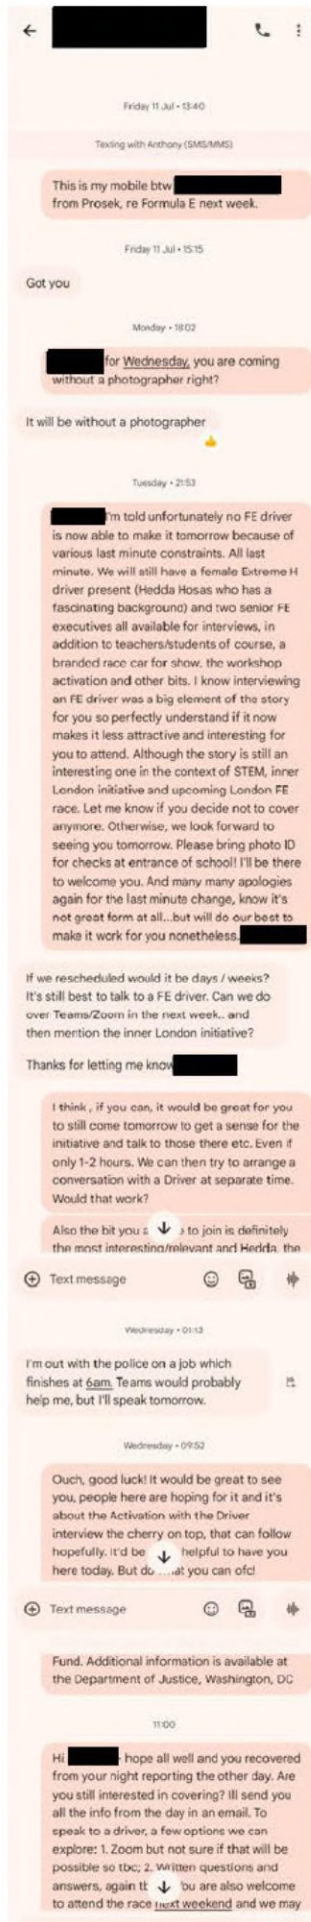 Friday 11 Jul • 13:40
Texting with Anthony (SMS/MMS)
This is my mobile btw
from Prosek, re Formula E next week.
Friday 11 Jul • 15:15
Got you
Monday • 18:02
for Wednesday, you are coming
without a photographer right?
It will be without a photographer
Tuesday • 21:53
I'm told unfortunately no FE driver
is now able to make it tomorrow because of
various last minute constraints. All last
minute. We will still have a female Extreme H
driver present (Hedda Hosas who has a
fascinating background) and two senior FE
executives all available for interviews, in
addition to teachers/students of course, a
branded race car for show, the workshop
activation and other bits. I know interviewing
an FE driver was a big element of the story
for you so perfectly understand if it now
makes it less attractive and interesting for
you to attend. Although the story is still an
interesting one in the context of STEM, inner
London initiative and upcoming London FE
race. Let me know if you decide not to cover
anymore. Otherwise, we look forward to
seeing you tomorrow. Please bring photo ID
for checks at entrance of school! I'll be there
to welcome you. And many many apologies
again for the last minute change, know it's
not great form at all...but will do our best to
make it work for you nonetheless.
If we rescheduled would it be days / weeks?
It's still best to talk to a FE driver. Can we do
over Teams/Zoom in the next week.. and
then mention the inner London initiative?
Thanks for letting me know
I think , if you can, it would be great for you
to still come tomorrow to get a sense for the
initiative and talk to those there etc. Even if
only 1-2 hours. We can then try to arrange a
conversation with a Driver at separate time.
Would that work?
Also the bit you to join is definitely
the most interesting/relevant and Hedda, the
Text message
Wednesday • 01:13
I'm out with the police on a job which
finishes at 6am. Teams would probably
help me, but I'll speak tomorrow.
Wednesday • 09:52
Ouch, good luck! It would be great to see
you, people here are hoping for it and it's
about the Activation with the Driver
interview the cherry on top, that can follow
hopefully. It'd be helpful to have you
here today. But do what you can ofc!
Text message
Fund. Additional information is available at
the Department of Justice, Washington, DC
11:00
Hi - hope all well and you recovered
from your night reporting the other day. Are
you still interested in covering? Ill send you
all the info from the day in an email. To
speak to a driver, a few options we can
explore: 1. Zoom but not sure if that will be
possible so tbc; 2. Written questions and
answers, again ou are also welcome
to attend the race next weekend and we may